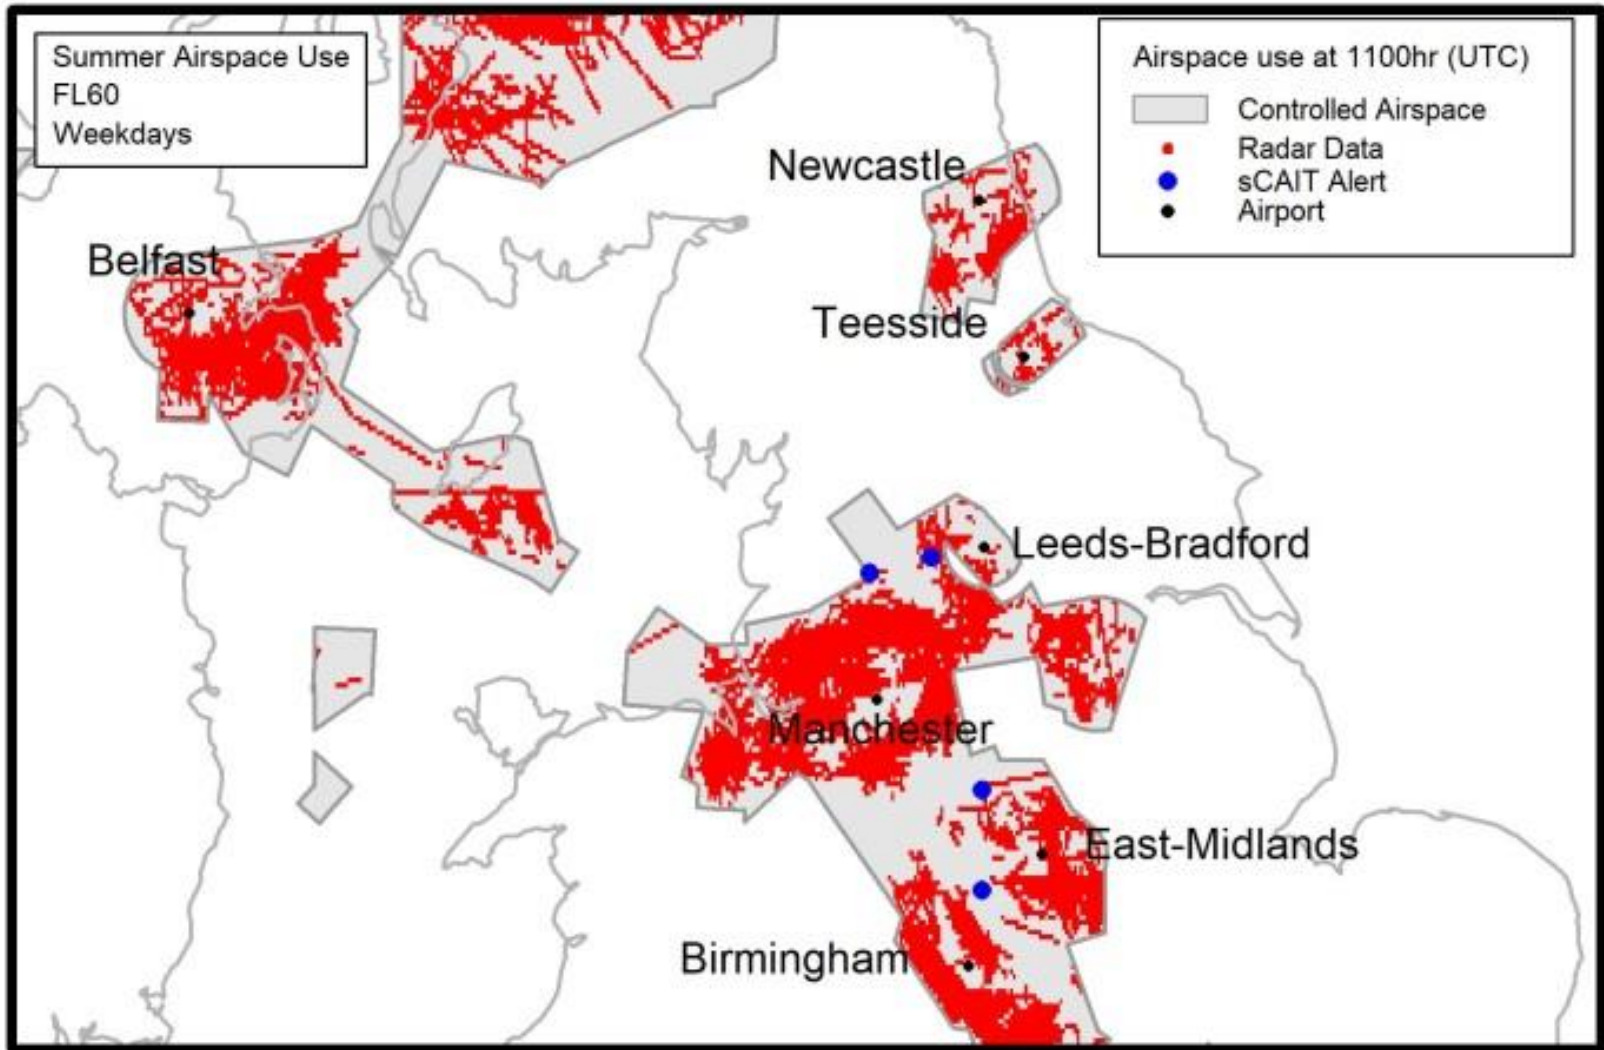 Summer Airspace Use
FL60
Weekdays
Airspace use at 1100hr (UTC)
Controlled Airspace
Radar Data
sCAIT Alert
Airport
Newcastle
Belfast
Teesside
Leeds-Bradford
Manchester
East-Midlands
Birmingham